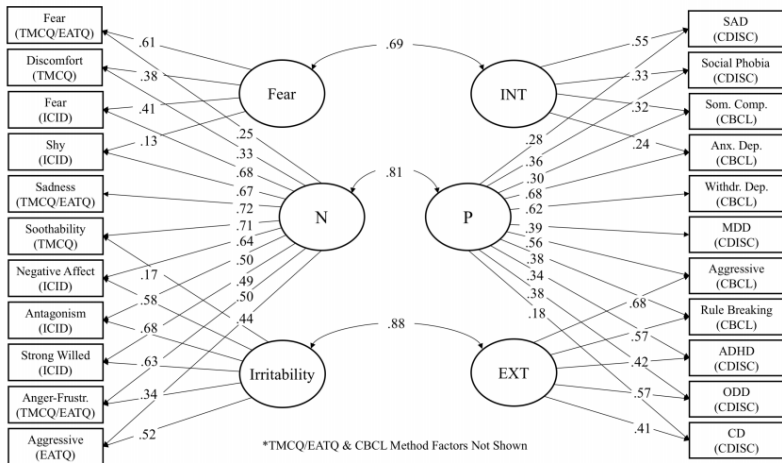 Fear
(TMCQ/EATQ)
Discomfort
(TMCQ)
Fear
(ICID)
Shy
(ICID)
Sadness
(TMCQ/EATQ)
Soothability
(TMCQ)
Negative Affect
(ICID)
Antagonism
(ICID)
Strong Willed
(ICID)
Anger-Frustr.
(TMCQ/EATQ)
Aggressive
(EATQ)
.61
.38
.41
.13
.25
.33
.68
.67
.72
.71
.64
.50
.49
.50
.44
.17
.58
.68
.63
.34
.52
Fear
N
Irritability
.69
.81
.88
INT
P
EXT
.55
.33
.32
.24
.28
.36
.30
.68
.62
.39
.56
.38
.34
.38
.18
.68
.57
.42
.57
.41
SAD
(CDISC)
Social Phobia
(CDISC)
Som. Comp.
(CBCL)
Anx. Dep.
(CBCL)
Withdr. Dep.
(CBCL)
MDD
(CDISC)
Aggressive
(CBCL)
Rule Breaking
(CBCL)
ADHD
(CDISC)
ODD
(CDISC)
CD
(CDISC)
*TMCQ/EATQ & CBCL Method Factors Not Shown